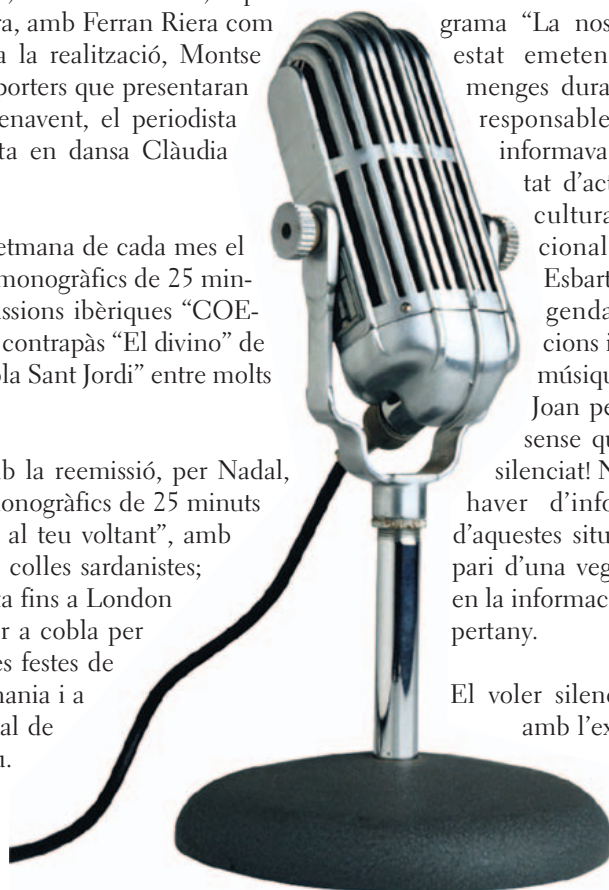 ra, amb Ferran Riera com
a la realització, Montse
porters que presentaran
enavent, el periodista
ta en dansa Clàudia
etmana de cada mes el
monogràfics de 25 min-
issions ibèriques “COE-
contrapàs “El divino” de
la Sant Jordi” entre molts
b la reemissió, per Nadal,
onogràfics de 25 minuts
al teu voltant”, amb
colles sardanistes;
ta fins a London
r a cobla per
es festes de
mania i a
al de
u.
grama “La nos
estat emeten
menges dura
responsable
informava
tat d’act
cultura
cional
Esbart
genda
cions i
músiqu
Joan pe
sense qu
silenciat! N
haver d’info
d’aquestes situ
pari d’una veg
en la informac
pertany.
El voler silenc
amb l’ex